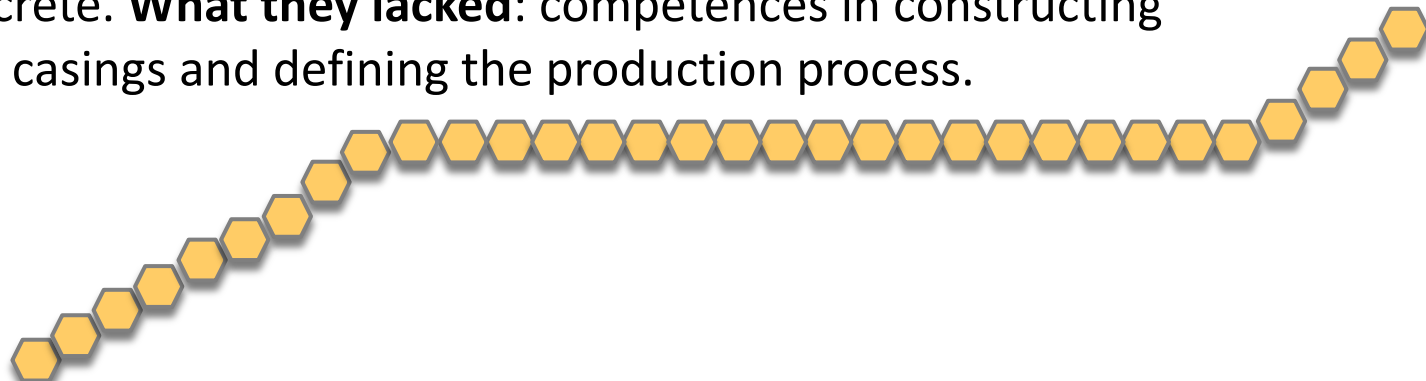 crete. What they lacked: competences in constructing
casings and defining the production process.